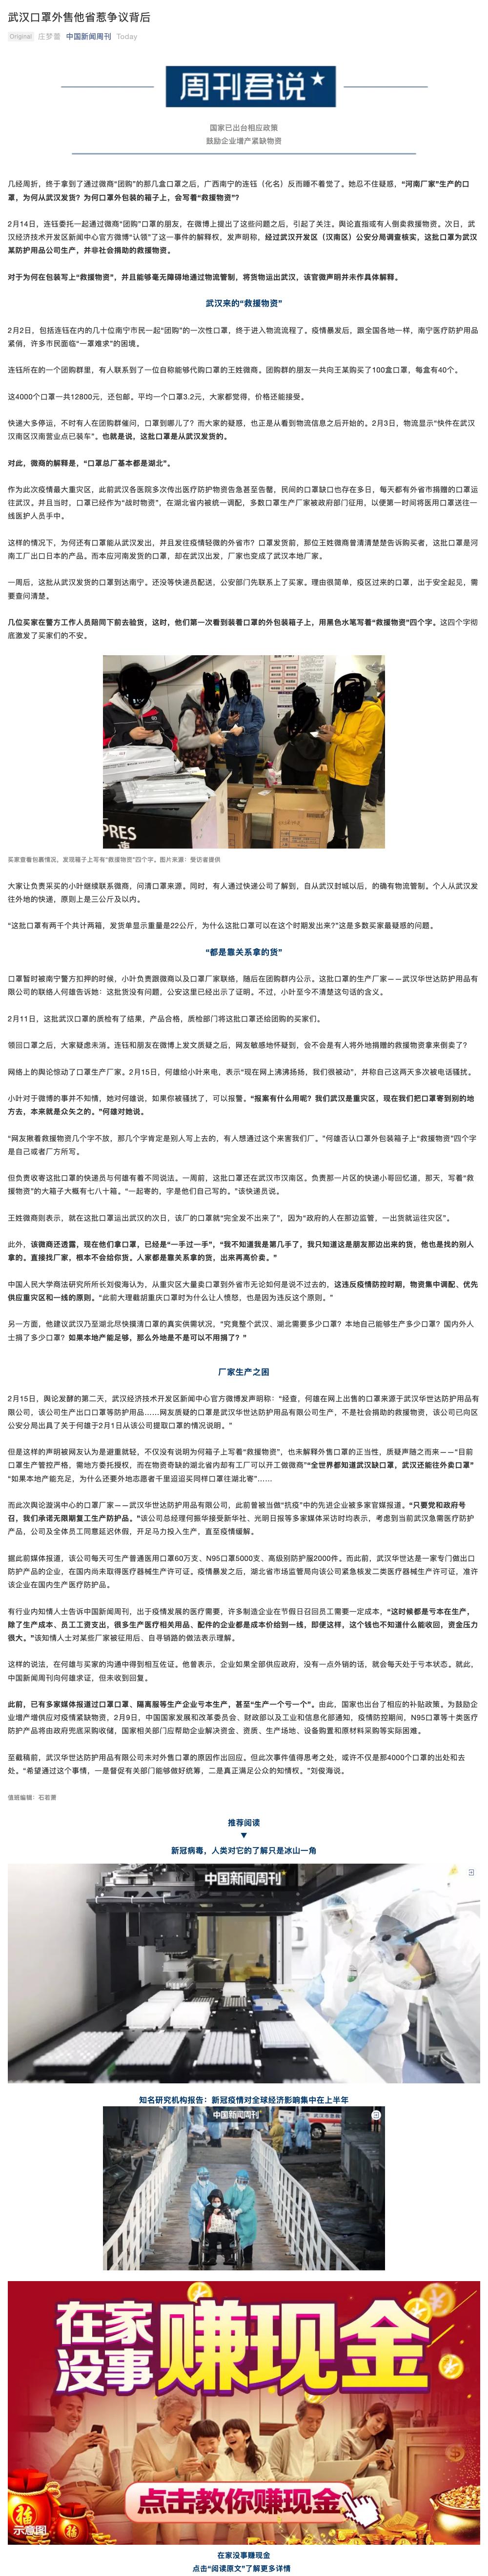 武汉口罩外售他省惹争议背后
Original 庄梦蕾 中国新闻周刊 Today
周刊君说
国家已出台相应政策
鼓励企业增产紧缺物资
几经周折，终于拿到了通过微商“团购”的那几盒口罩之后，广西南宁的连钰（化名）反而睡不着觉了。她忍不住疑惑，“河南厂家”生产的口
罩，为何从武汉发货？为何口罩外包装的箱子上，会写着“救援物资”？
2月14日，连钰委托一起通过微商“团购”口罩的朋友，在微博上提出了这些问题之后，引起了关注。舆论直指或有人倒卖救援物资。次日，武
汉经济技术开发区新闻中心官方微博“认领”了这一事件的解释权，发声明称，经过武汉开发区（汉南区）公安分局调查核实，这批口罩为武汉
某防护用品公司生产，并非社会捐助的救援物资。
对于为何在包装写上“救援物资”，并且能够毫无障碍地通过物流管制，将货物运出武汉，该官微声明并未作具体解释。
武汉来的“救援物资”
2月2日，包括连钰在内的几十位南宁市民一起“团购”的一次性口罩，终于进入物流流程了。疫情暴发后，跟全国各地一样，南宁医疗防护用品
紧俏，许多市民面临“一罩难求”的困境。
连钰所在的一个团购群里，有人联系到了一位自称能够代购口罩的王姓微商。团购群的朋友一共向王某购买了100盒口罩，每盒有40个。
这4000个口罩一共12800元，还包邮。平均一个口罩3.2元，大家都觉得，价格还能接受。
快递大多停运，不时有人在团购群催问，口罩到哪儿了？而大家的疑惑，也正是从看到物流信息之后开始的。2月3日，物流显示“快件在武汉
汉南区汉南营业点已装车”。也就是说，这批口罩是从武汉发货的。
对此，微商的解释是，“口罩总厂基本都是湖北”。
作为此次疫情最大重灾区，此前武汉各医院多次传出医疗防护物资告急甚至告罄，民间的口罩缺口也存在多日，每天都有外省市捐赠的口罩运
往武汉。并且当时，口罩已经作为“战时物资”，在湖北省内被统一调配，多数口罩生产厂家被政府部门征用，以便第一时间将医用口罩送往一
线医护人员手中。
这样的情况下，为何还有口罩能从武汉发出，并且发往疫情轻微的外省市？口罩发货前，那位王姓微商曾清清楚楚告诉购买者，这批口罩是河
南工厂出口日本的产品。而本应河南发货的口罩，却在武汉出发，厂家也变成了武汉本地厂家。
一周后，这批从武汉发货的口罩到达南宁。还没等快递员配送，公安部门先联系上了买家。理由很简单，疫区过来的口罩，出于安全起见，需
要查问清楚。
几位买家在警方工作人员陪同下前去验货，这时，他们第一次看到装着口罩的外包装箱子上，用黑色水笔写着“救援物资”四个字。这四个字彻
底激发了买家们的不安。
PRES
买家查看包裹情况，发现箱子上写有“救援物资”四个字。图片来源：受访者提供
大家让负责采买的小叶继续联系微商，问清口罩来源。同时，有人通过快递公司了解到，自从武汉封城以后，的确有物流管制。个人从武汉发
往外地的快递，原则上是三公斤及以内。
“这批口罩有两千个共计两箱，发货单显示重量是22公斤，为什么这批口罩可以在这个时期发出来?”这是多数买家最疑惑的问题。
“都是靠关系拿的货”
口罩暂时被南宁警方扣押的时候，小叶负责跟微商以及口罩厂家联络，随后在团购群内公示。这批口罩的生产厂家——武汉华世达防护用品有
限公司的联络人何雄告诉她：这批货没有问题，公安这里已经出示了证明。不过，小叶至今不清楚这句话的含义。
2月11日，这批武汉口罩的质检有了结果，产品合格，质检部门将这批口罩还给团购的买家们。
领回口罩之后，大家疑虑未消。连钰和朋友在微博上发文质疑之后，网友敏感地怀疑到，会不会是有人将外地捐赠的救援物资拿来倒卖了？
网络上的舆论惊动了口罩生产厂家。2月15日，何雄给小叶来电，表示“现在网上沸沸扬扬，我们很被动”，并称自己这两天多次被电话骚扰。
小叶对于微博的事并不知情，她对何雄说，如果你被骚扰了，可以报警。“报案有什么用呢？我们武汉是重灾区，现在我们把口罩寄到别的地
方去，本来就是众矢之的。”何雄对她说。
“网友揪着救援物资几个字不放，那几个字肯定是别人写上去的，有人想通过这个来害我们厂。”何雄否认口罩外包装箱子上“救援物资”四个字
是自己或者厂方所写。
但负责收寄这批口罩的快递员与何雄有着不同说法。一周前，这批口罩还在武汉市汉南区。负责那一片区的快递小哥回忆道，那天，写着“救
援物资”的大箱子大概有七八十箱。“一起寄的，字是他们自己写的。”该快递员说。
王姓微商则表示，就在这批口罩运出武汉的次日，该厂的口罩就“完全发不出来了”，因为“政府的人在那边监管，一出货就运往灾区”。
此外，该微商还透露，现在他们拿口罩，已经是“一手过一手”，“我不知道我是第几手了，我只知道这是朋友那边出来的货，他也是找的别人
拿的。直接找厂家，根本不会给你货。人家都是靠关系拿的货，出来再高价卖。”
中国人民大学商法研究所所长刘俊海认为，从重灾区大量卖口罩到外省市无论如何是说不过去的，这违反疫情防控时期，物资集中调配、优先
供应重灾区和一线的原则。“此前大理截胡重庆口罩时为什么让人愤怒，也是因为违反这个原则。”
另一方面，他建议武汉乃至湖北尽快摸清口罩的真实供需状况，“究竟整个武汉、湖北需要多少口罩？本地自己能够生产多少口罩？国内外人
士捐了多少口罩？如果本地产能足够，那么外地是不是可以不用捐了？”
厂家生产之困
2月15日，舆论发酵的第二天，武汉经济技术开发区新闻中心官方微博发声明称：“经查，何雄在网上出售的口罩来源于武汉华世达防护用品有
限公司，该公司生产出口口罩等防护用品……网友质疑的口罩是武汉华世达防护用品有限公司生产，不是社会捐助的救援物资，该公司已向区
公安分局出具了关于何雄于2月1日从该公司提取口罩的情况说明。”
但是这样的声明被网友认为是避重就轻，不仅没有说明为何箱子上写着“救援物资”，也未解释外售口罩的正当性，质疑声随之而来——“目前
口罩生产管控严格，需地方委托授权，而在物资奇缺的湖北省内却有工厂可以开工做微商”“全世界都知道武汉缺口罩，武汉还能往外卖口罩”
“如果本地产能充足，为什么还要外地志愿者千里迢迢买同样口罩往湖北寄”……
而此次舆论漩涡中心的口罩厂家——武汉华世达防护用品有限公司，此前曾被当做“抗疫”中的先进企业被多家官媒报道。“只要党和政府号
召，我们承诺无限期复工生产防护品。”该公司总经理何振华接受新华社、光明日报等多家媒体采访时均表示，考虑到当前武汉急需医疗防护
产品，公司及全体员工同意延迟休假，开足马力投入生产，直至疫情缓解。
据此前媒体报道，该公司每天可生产普通医用口罩60万支、N95口罩5000支、高级别防护服2000件。而此前，武汉华世达是一家专门做出口
防护产品的企业，在国内尚未取得医疗器械生产许可证。疫情暴发之后，湖北省市场监管局向该公司紧急核发二类医疗器械生产许可证，准许
该企业在国内生产医疗防护品。
有行业内知情人士告诉中国新闻周刊，出于疫情发展的医疗需要，许多制造企业在节假日召回员工需要一定成本，“这时候都是亏本在生产，
除了生产成本、员工工资支出，很多生产医疗相关用品、配件的企业都是成本价给到一线，即便这样，这个钱也不知道什么能收回，资金压力
很大。”该知情人士对某些厂家被征用后、自寻销路的做法表示理解。
这样的说法，在何雄与买家的沟通中得到相互佐证。他曾表示，企业如果全部供应政府，没有一点外销的话，就会每天处于亏本状态。就此，
中国新闻周刊向何雄求证，但未收到回复。
此前，已有多家媒体报道过口罩口罩、隔离服等生产企业亏本生产，甚至“生产一个亏一个”。由此，国家也出台了相应的补贴政策。为鼓励企
业增产增供应对疫情紧缺物资，2月9日，中国国家发展和改革委员会、财政部以及工业和信息化部通知，疫情防控期间，N95口罩等十类医疗
防护产品将由政府兜底采购收储，国家相关部门应帮助企业解决资金、资质、生产场地、设备购置和原材料采购等实际困难。
至截稿前，武汉华世达防护用品有限公司未对外售口罩的原因作出回应。但此次事件值得思考之处，或许不仅是那4000个口罩的出处和去
处。“希望通过这个事情，一是督促有关部门能够做好统筹，二是真正满足公众的知情权。”刘俊海说。
值班编辑：石若萧
推荐阅读
▼
新冠病毒，人类对它的了解只是冰山一角
中国新闻周刊
知名研究机构报告：新冠疫情对全球经济影响集中在上半年
中国新闻周刊
在家没事赚现金
点击教你赚现金
示意图
在家没事赚现金
点击“阅读原文”了解更多详情